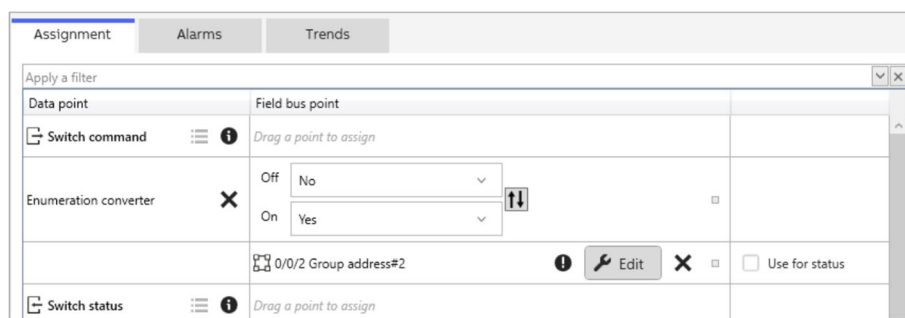 Assignment Alarms Trends
Apply a filter
Data point Field bus point
Switch command Drag a point to assign
Off No
Enumeration converter
On Yes
0/0/2 Group address#2 Edit Use for status
Switch status Drag a point to assign